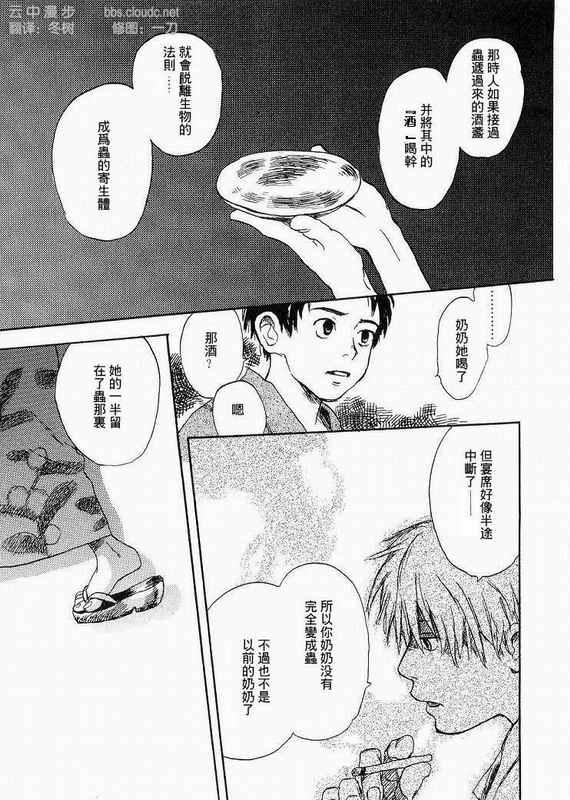 云中漫步 bbs.cloudc.net
翻译：冬树 修图：一刀
那時人如果接過
蟲遞過來的酒盞
并將其中的
『酒』喝幹
就會脱離生物的
法則……
成爲蟲的寄生體
………
奶奶她喝了
那酒？
嗯
她的一半留
在了蟲那裏
但宴席好像半途
中斷了——
所以你奶奶没有
完全變成蟲
不過也不是
以前的奶奶了